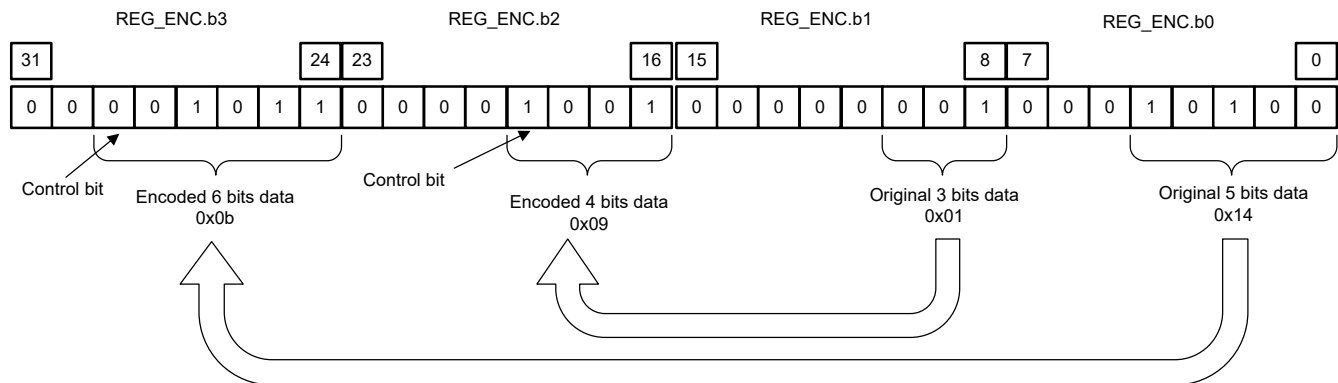 REG_ENC.b3 REG_ENC.b2 REG_ENC.b1 REG_ENC.b0
31 24 23 16 15 8 7 0
0 0 0 0 1 0 1 1 0 0 0 0 1 0 0 1 0 0 0 0 0 0 0 1 0 0 0 1 0 1 0 0
Control bit
Encoded 6 bits data
0x0b
Control bit
Encoded 4 bits data
0x09
Original 3 bits data
0x01
Original 5 bits data
0x14